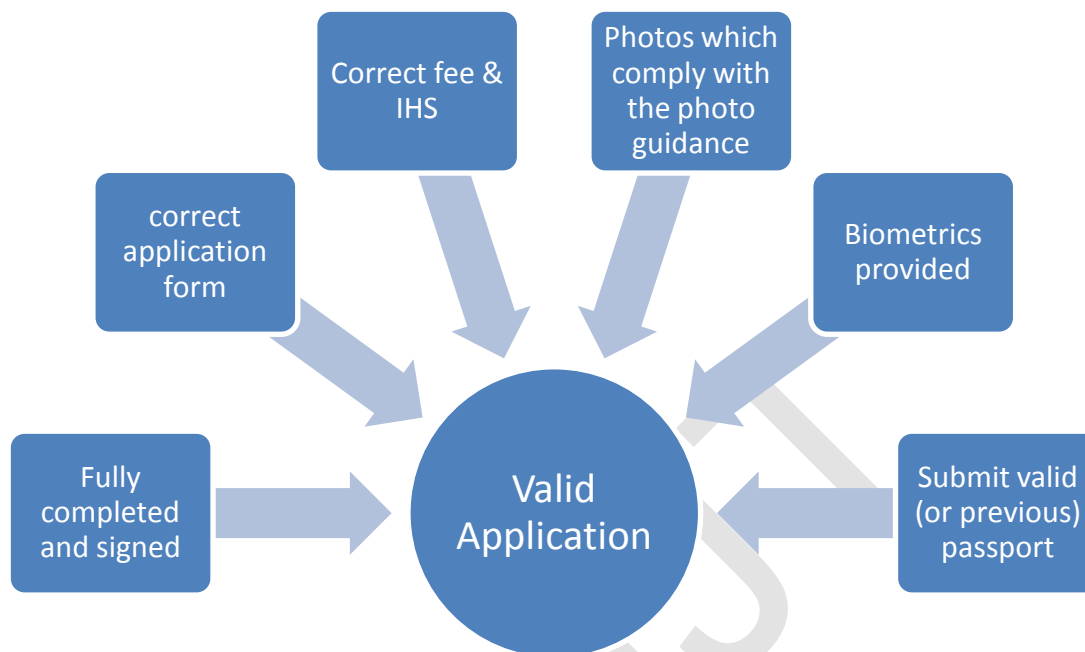 Correct fee &
IHS
Photos which
comply with
the photo
guidance
correct
application
form
Biometrics
provided
Fully
completed
and signed
Valid
Application
Submit valid
(or previous)
passport